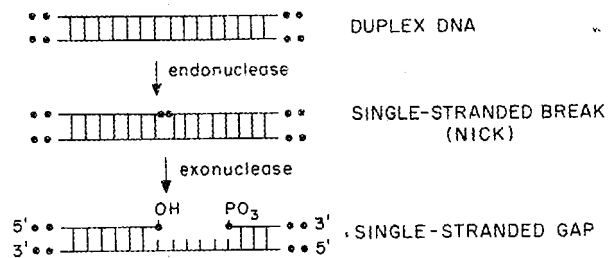 DUPLEX DNA
endonuclease
SINGLE-STRANDED BREAK
(NICK)
exonuclease
OH PO3
5' 3'
SINGLE-STRANDED GAP
3' 5'